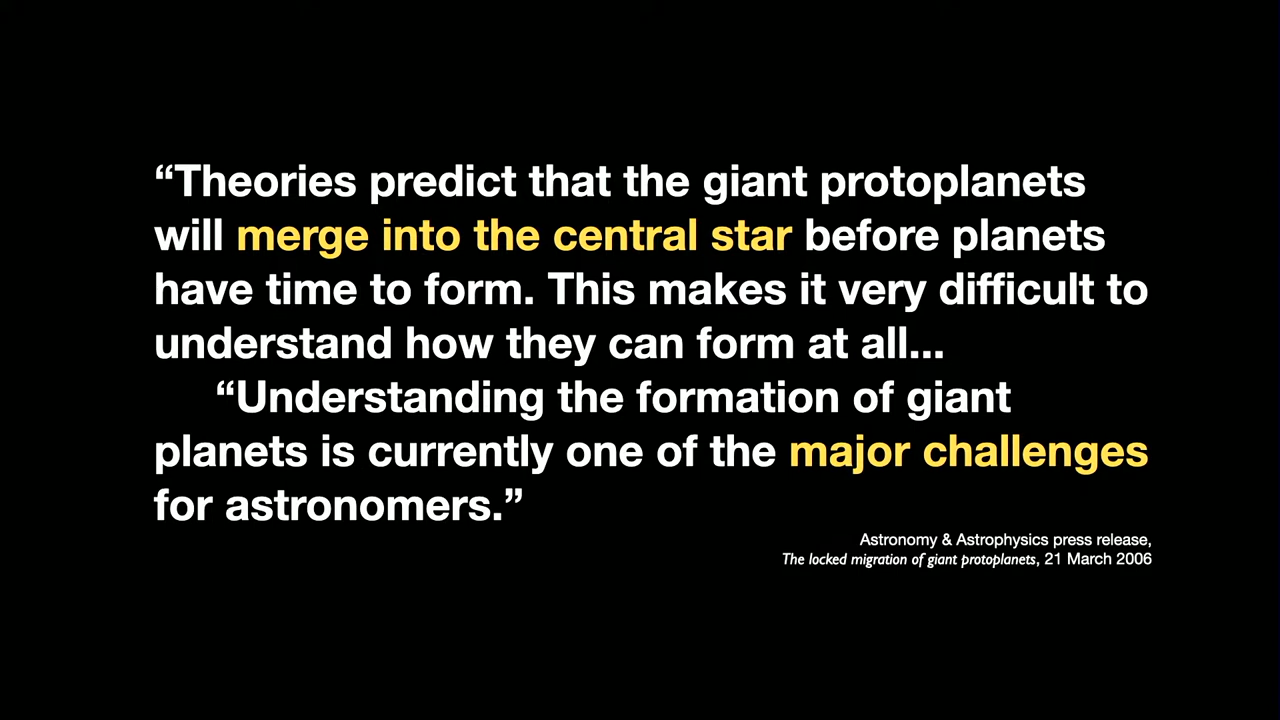 “Theories predict that the giant protoplanets
will merge into the central star before planets
have time to form. This makes it very difficult to
understand how they can form at all...
“Understanding the formation of giant
planets is currently one of the major challenges
for astronomers.”
Astronomy & Astrophysics press release,
The locked migration of giant protoplanets, 21 March 2006